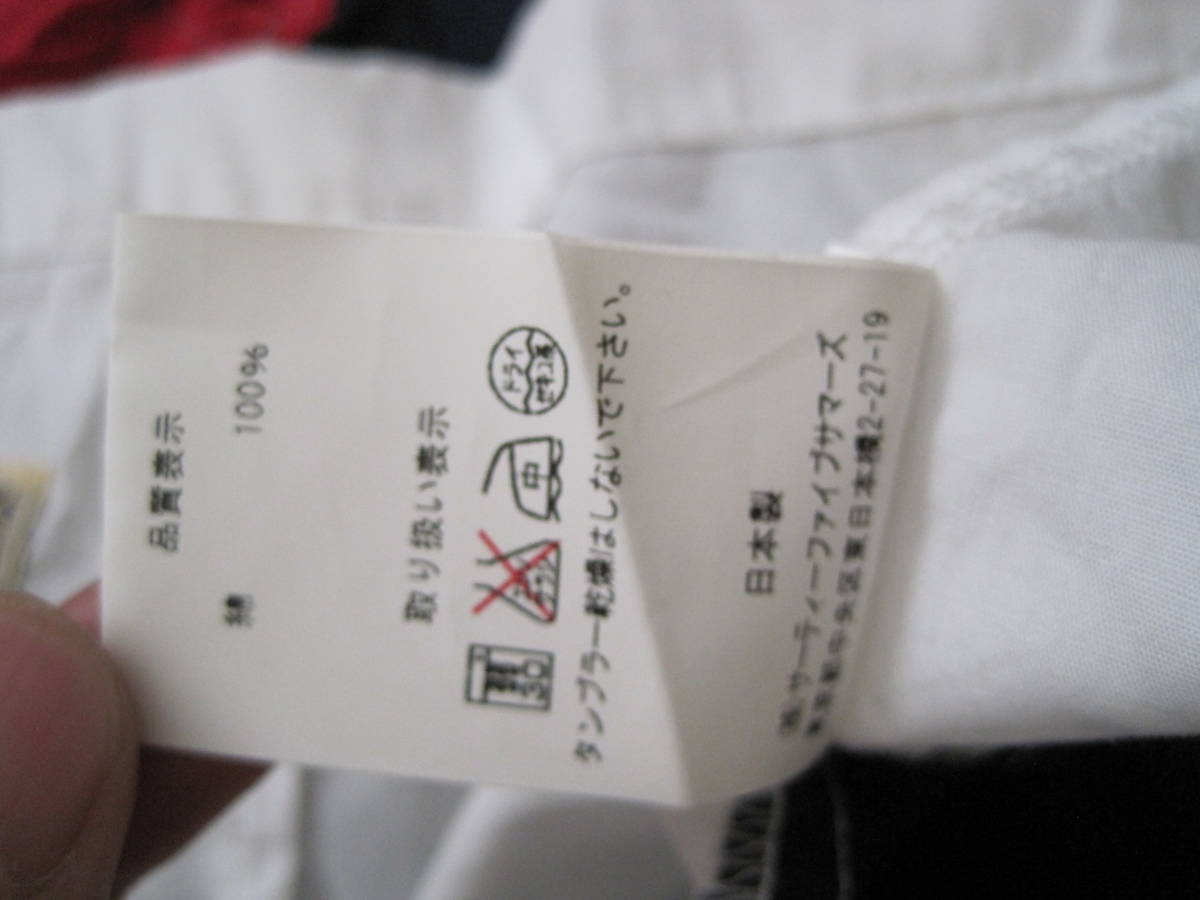 品質表示
綿 100%
取り扱い表示
中 ドライ
タンブラー乾燥はしないで下さい。
日本製
(株)サーティーファイブサマーズ
東京都中央区東日本橋2-27-19